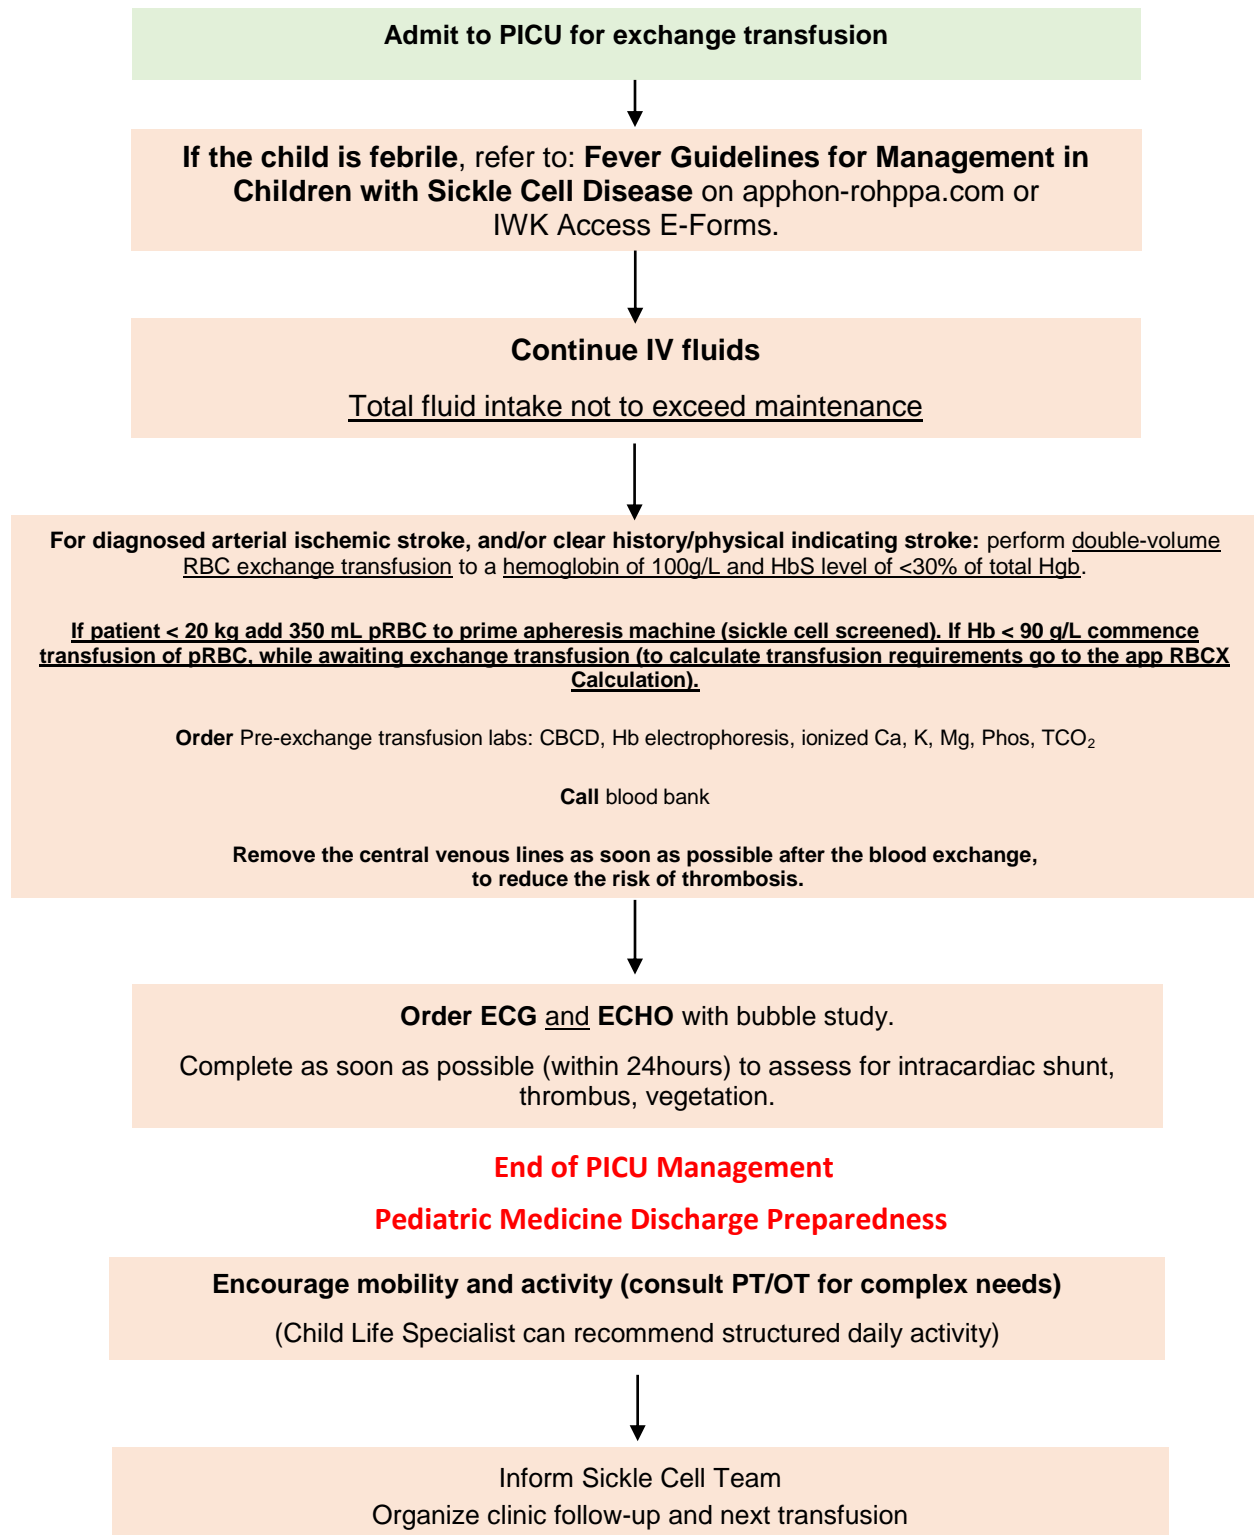 Admit to PICU for exchange transfusion
If the child is febrile, refer to: Fever Guidelines for Management in
Children with Sickle Cell Disease on apphon-rohppa.com or
IWK Access E-Forms.
Continue IV fluids
Total fluid intake not to exceed maintenance
For diagnosed arterial ischemic stroke, and/or clear history/physical indicating stroke: perform double-volume
RBC exchange transfusion to a hemoglobin of 100g/L and HbS level of <30% of total Hgb.
If patient < 20 kg add 350 mL pRBC to prime apheresis machine (sickle cell screened). If Hb < 90 g/L commence
transfusion of pRBC, while awaiting exchange transfusion (to calculate transfusion requirements go to the app RBCX
Calculation).
Order Pre-exchange transfusion labs: CBCD, Hb electrophoresis, ionized Ca, K, Mg, Phos, TCO₂
Call blood bank
Remove the central venous lines as soon as possible after the blood exchange,
to reduce the risk of thrombosis.
Order ECG and ECHO with bubble study.
Complete as soon as possible (within 24hours) to assess for intracardiac shunt,
thrombus, vegetation.
End of PICU Management
Pediatric Medicine Discharge Preparedness
Encourage mobility and activity (consult PT/OT for complex needs)
(Child Life Specialist can recommend structured daily activity)
Inform Sickle Cell Team
Organize clinic follow-up and next transfusion